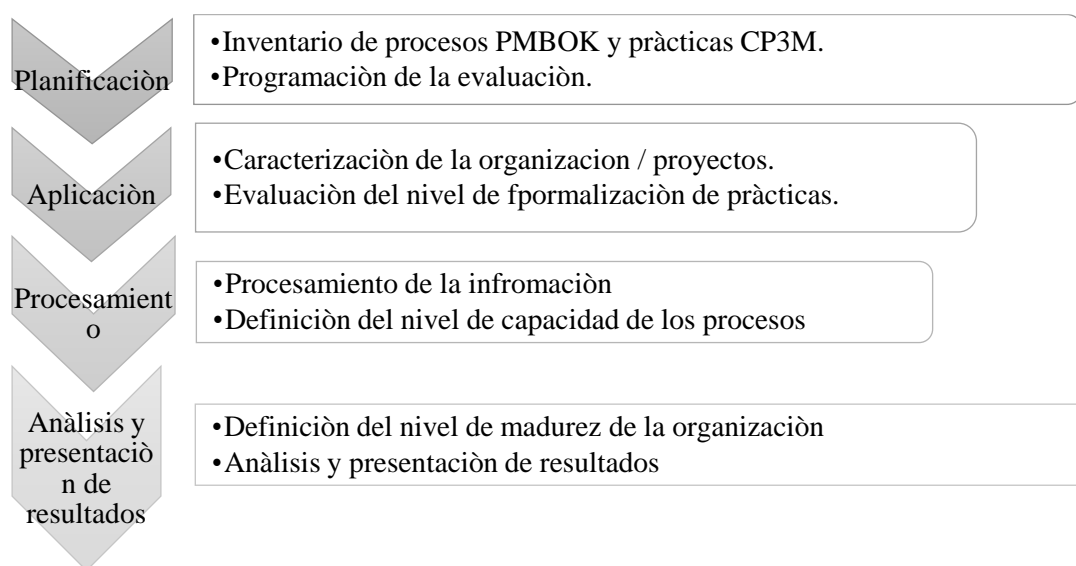 Planificaciòn
•Inventario de procesos PMBOK y pràcticas CP3M.
•Programaciòn de la evaluaciòn.
Aplicaciòn
•Caracterizaciòn de la organizacion / proyectos.
•Evaluaciòn del nivel de fpormalizaciòn de pràcticas.
Procesamient
o
•Procesamiento de la infromaciòn
•Definiciòn del nivel de capacidad de los procesos
Anàlisis y
presentaciò
n de
resultados
•Definiciòn del nivel de madurez de la organizaciòn
•Anàlisis y presentaciòn de resultados